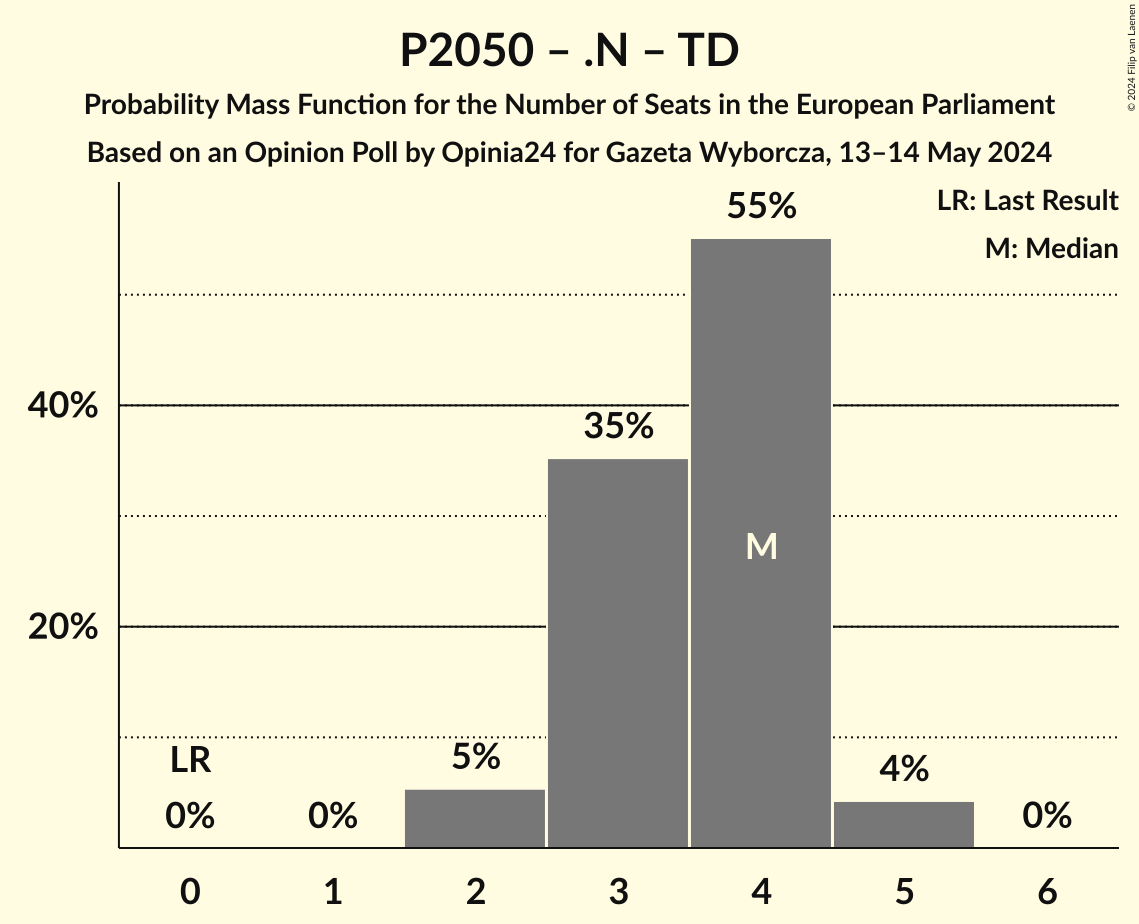 P2050 – .N – TD
Probability Mass Function for the Number of Seats in the European Parliament
Based on an Opinion Poll by Opinia24 for Gazeta Wyborcza, 13–14 May 2024
© 2024 Filip van Laenen
LR: Last Result
M: Median
55%
40%
35%
M
20%
LR
5%
4%
0%
0%
0%
0 1 2 3 4 5 6